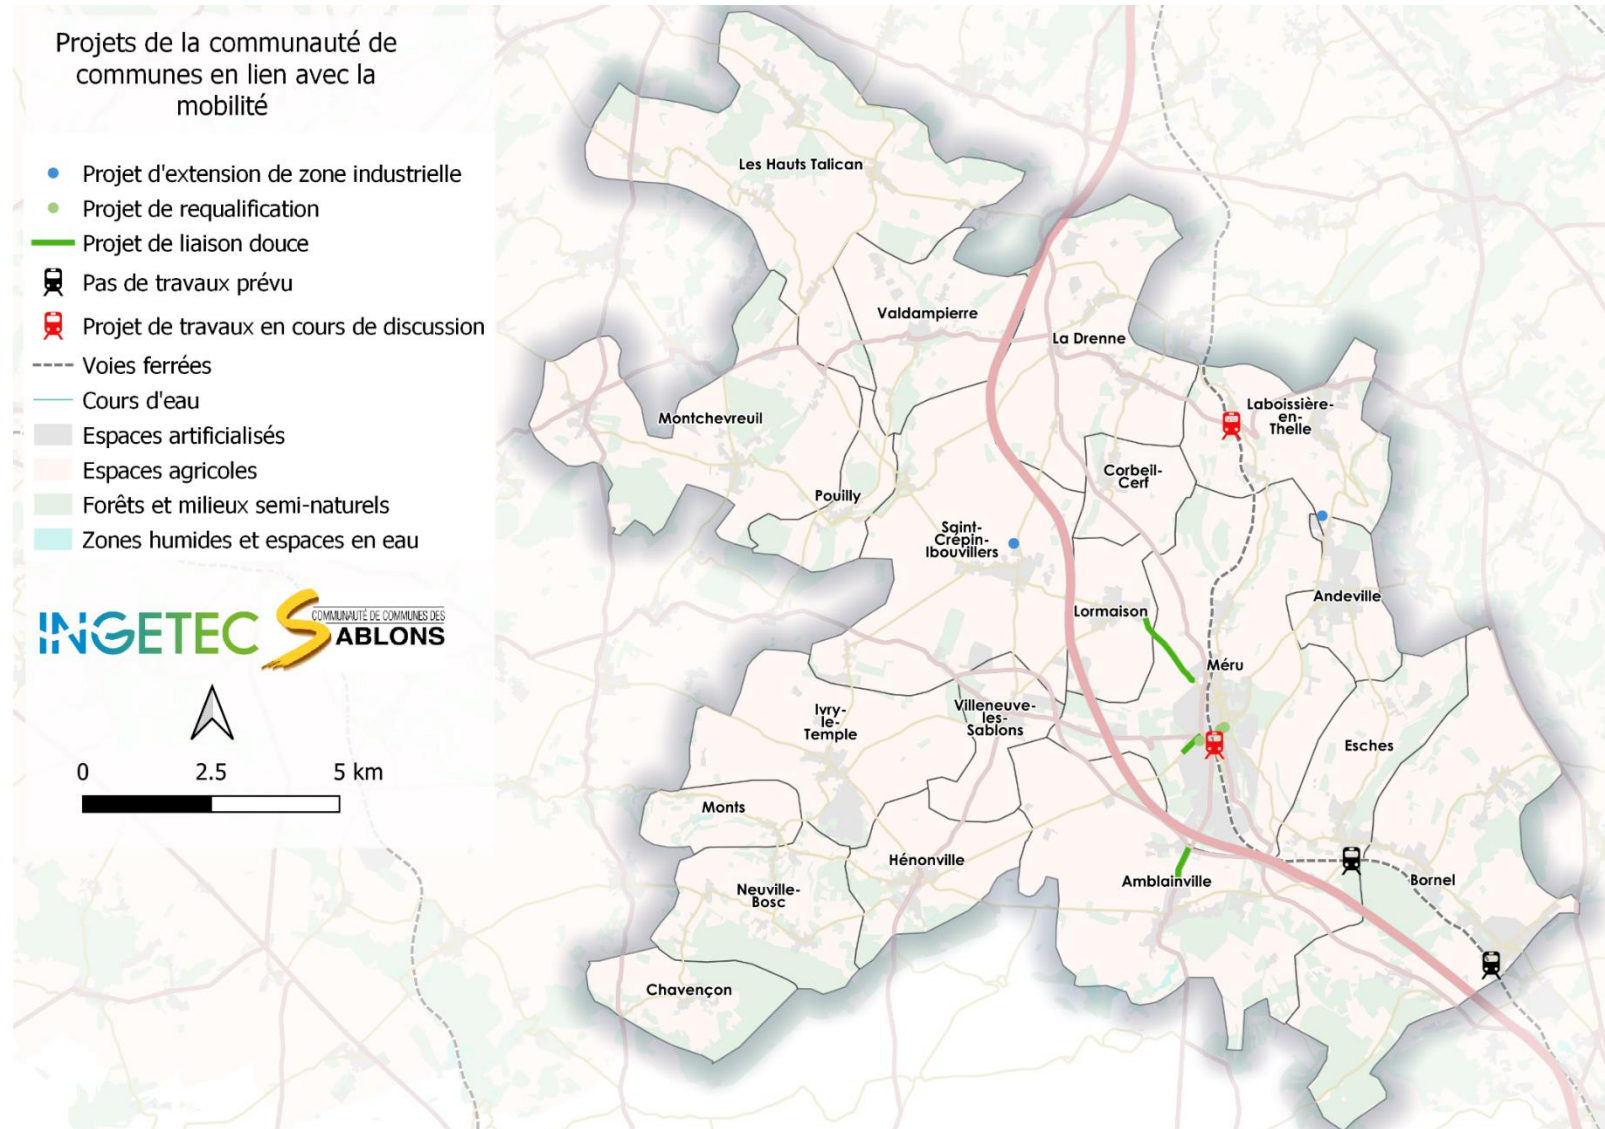 Projets de la communauté de
communes en lien avec la
mobilité
Projet d'extension de zone industrielle
Projet de requalification
Projet de liaison douce
Pas de travaux prévu
Projet de travaux en cours de discussion
Voies ferrées
Cours d'eau
Espaces artificialisés
Espaces agricoles
Forêts et milieux semi-naturels
Zones humides et espaces en eau
INGETEC
COMMUNAUTÉ DE COMMUNES DES
SABLONS
0 2.5 5 km
Les Hauts Talican
Valdampierre
La Drenne
Montchevreuil
Laboissière-
en-
Thelle
Corbeil-
Cerf
Pouilly
Saint-
Crépin-
Ibouvillers
Andeville
Lormaison
Méru
Ivry-
le-
Temple
Villeneuve-
les-
Sablons
Esches
Monts
Hénonville
Amblainville
Bornel
Neuville-
Bosc
Chavençon